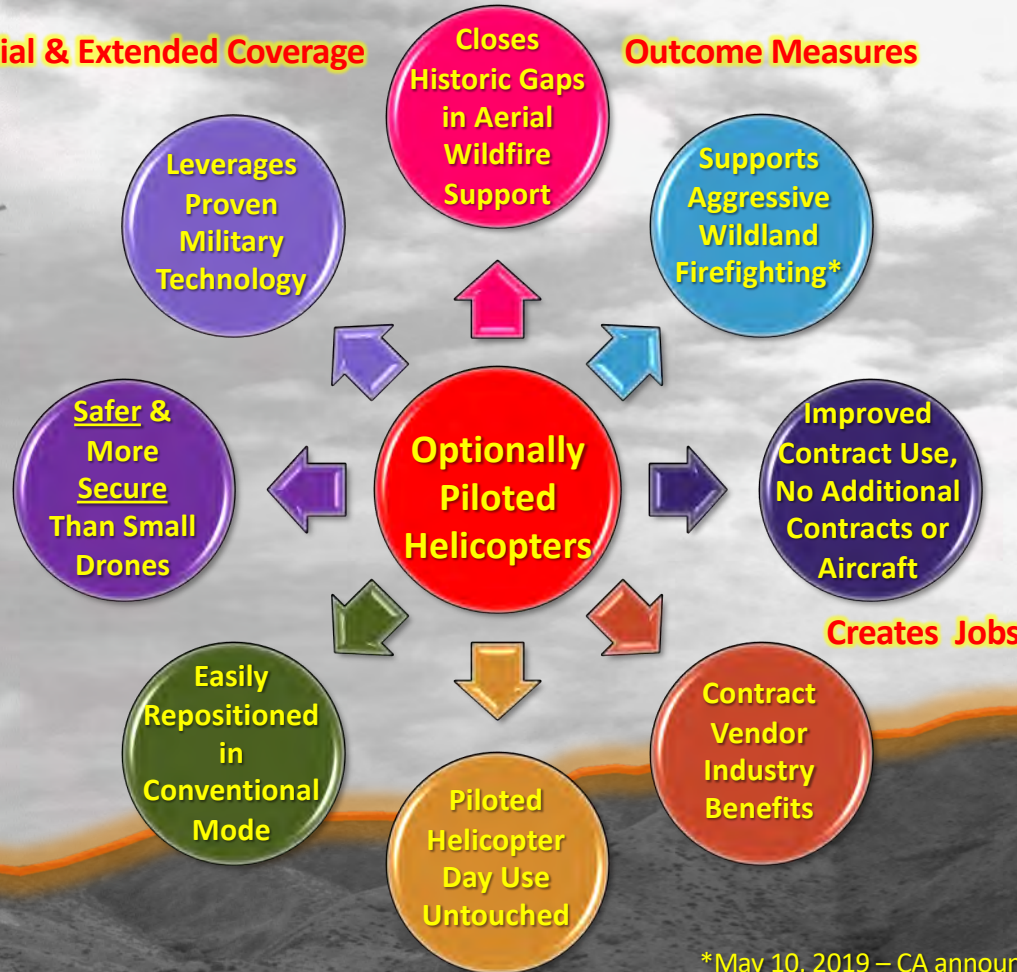 ial & Extended Coverage
Outcome Measures
Closes
Historic Gaps
in Aerial
Wildfire
Support
Supports
Aggressive
Wildland
Firefighting*
Leverages
Proven
Military
Technology
Safer &
More
Secure
Than Small
Drones
Optionally
Piloted
Helicopters
Improved
Contract Use,
No Additional
Contracts or
Aircraft
Creates Jobs
Easily
Repositioned
in
Conventional
Mode
Contract
Vendor
Industry
Benefits
Piloted
Helicopter
Day Use
Untouched
*May 10, 2019 – CA announ